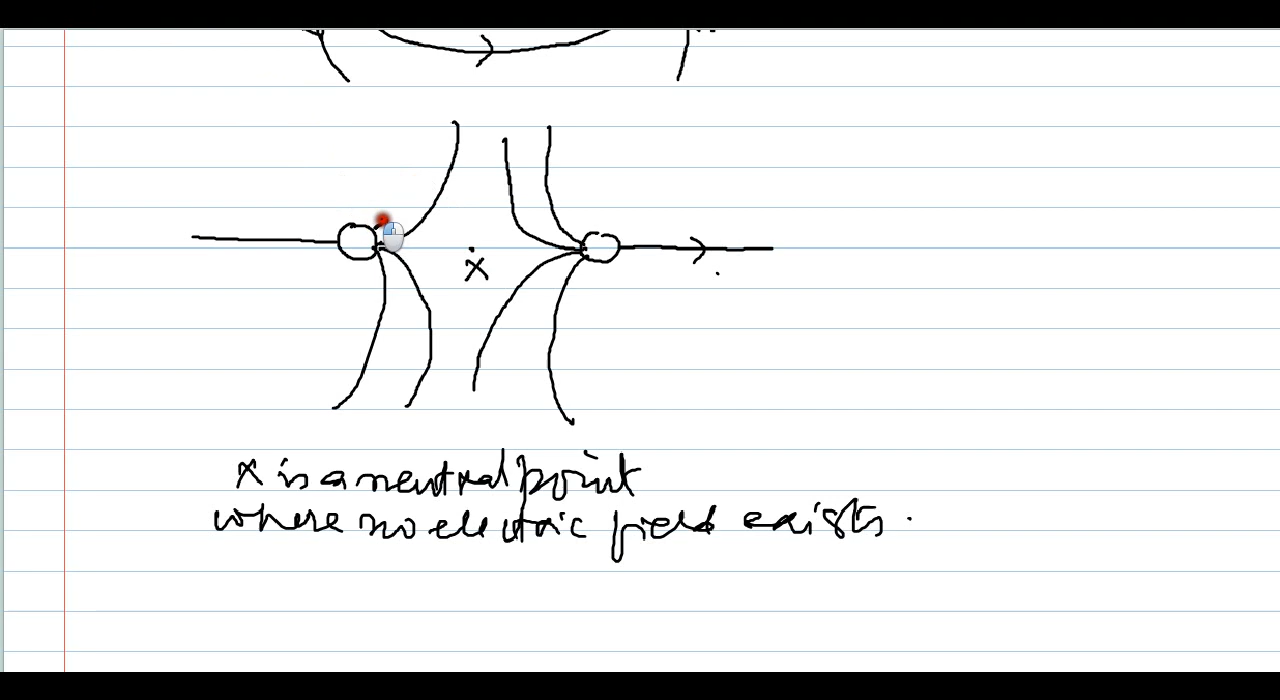 X
X is a neutral point
where no electric field exists.